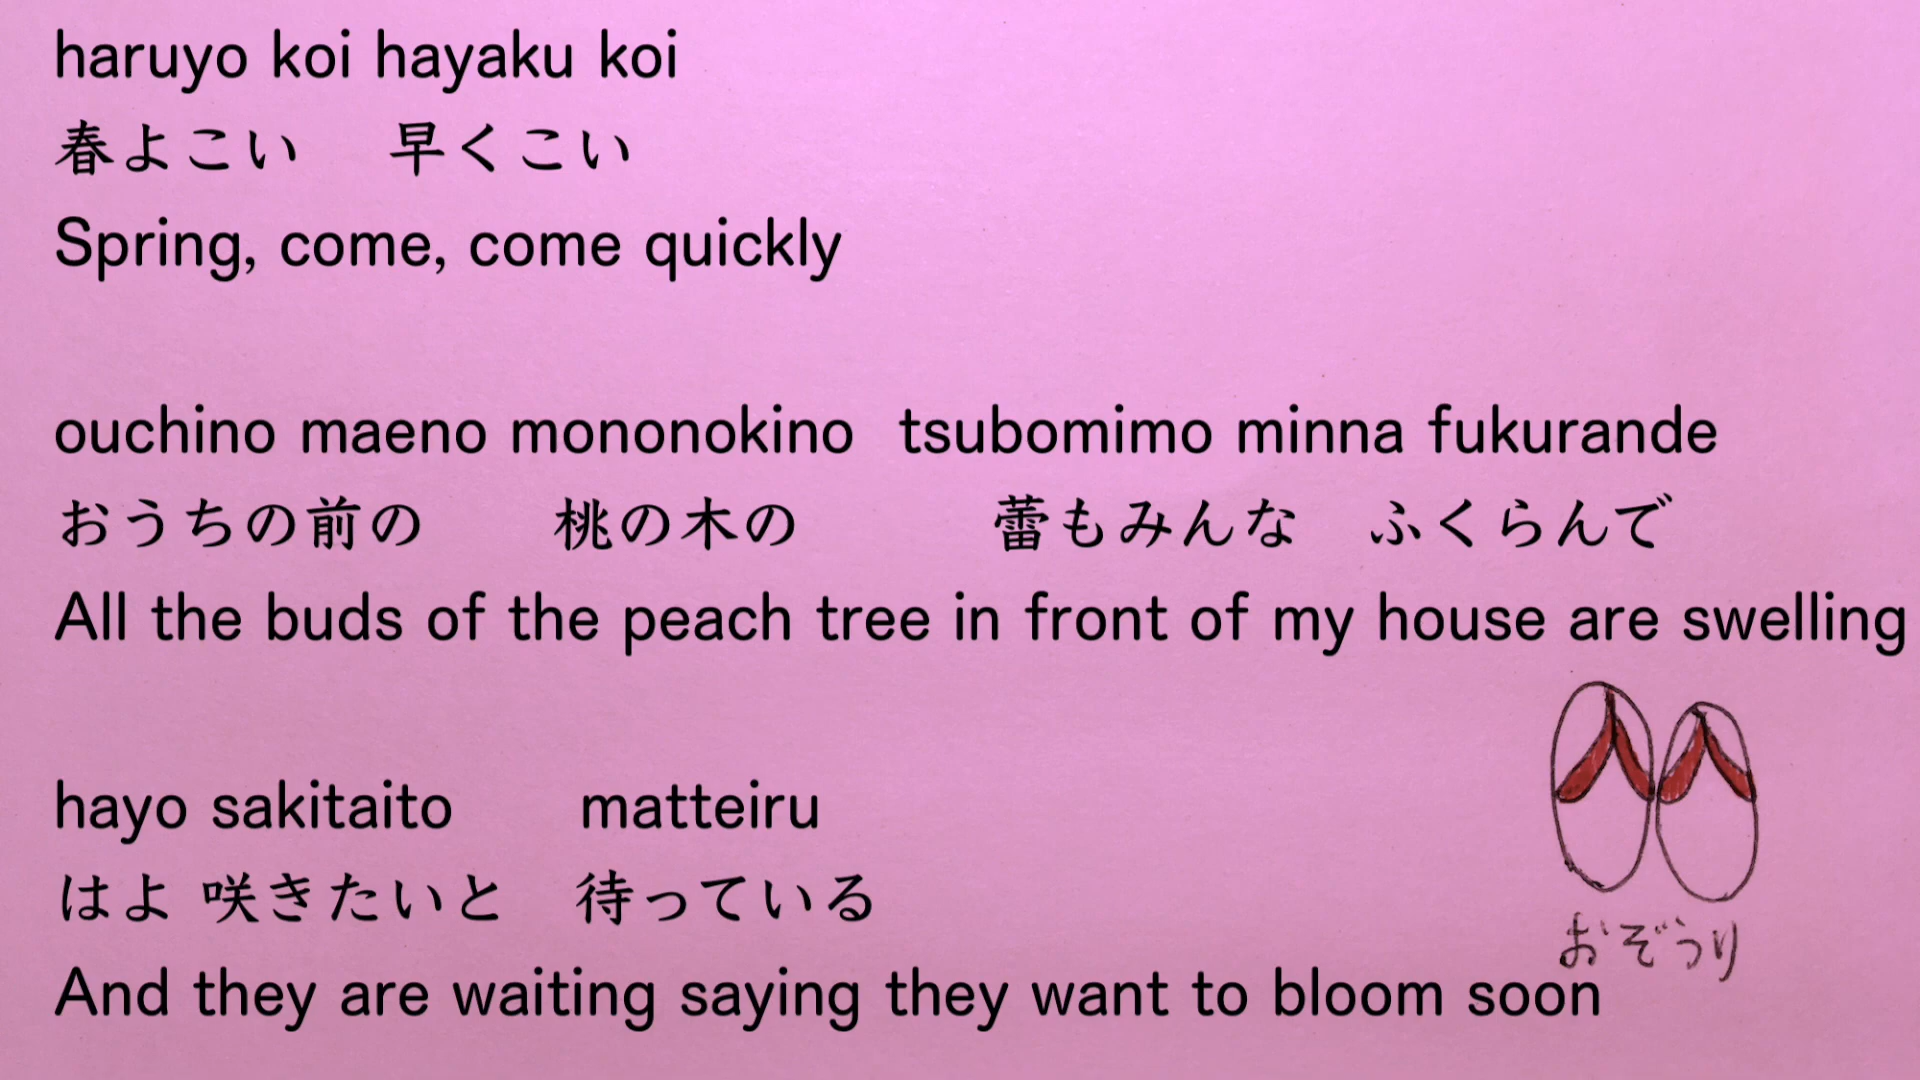 haruyo koi hayaku koi
春よこい　早くこい
Spring, come, come quickly
ouchino maeno mononokino tsubomimo minna fukurande
おうちの前の　桃の木の　蕾もみんな　ふくらんで
All the buds of the peach tree in front of my house are swelling
hayo sakitaito matteiru
はよ 咲きたいと　待っている
おぞうり
And they are waiting saying they want to bloom soon